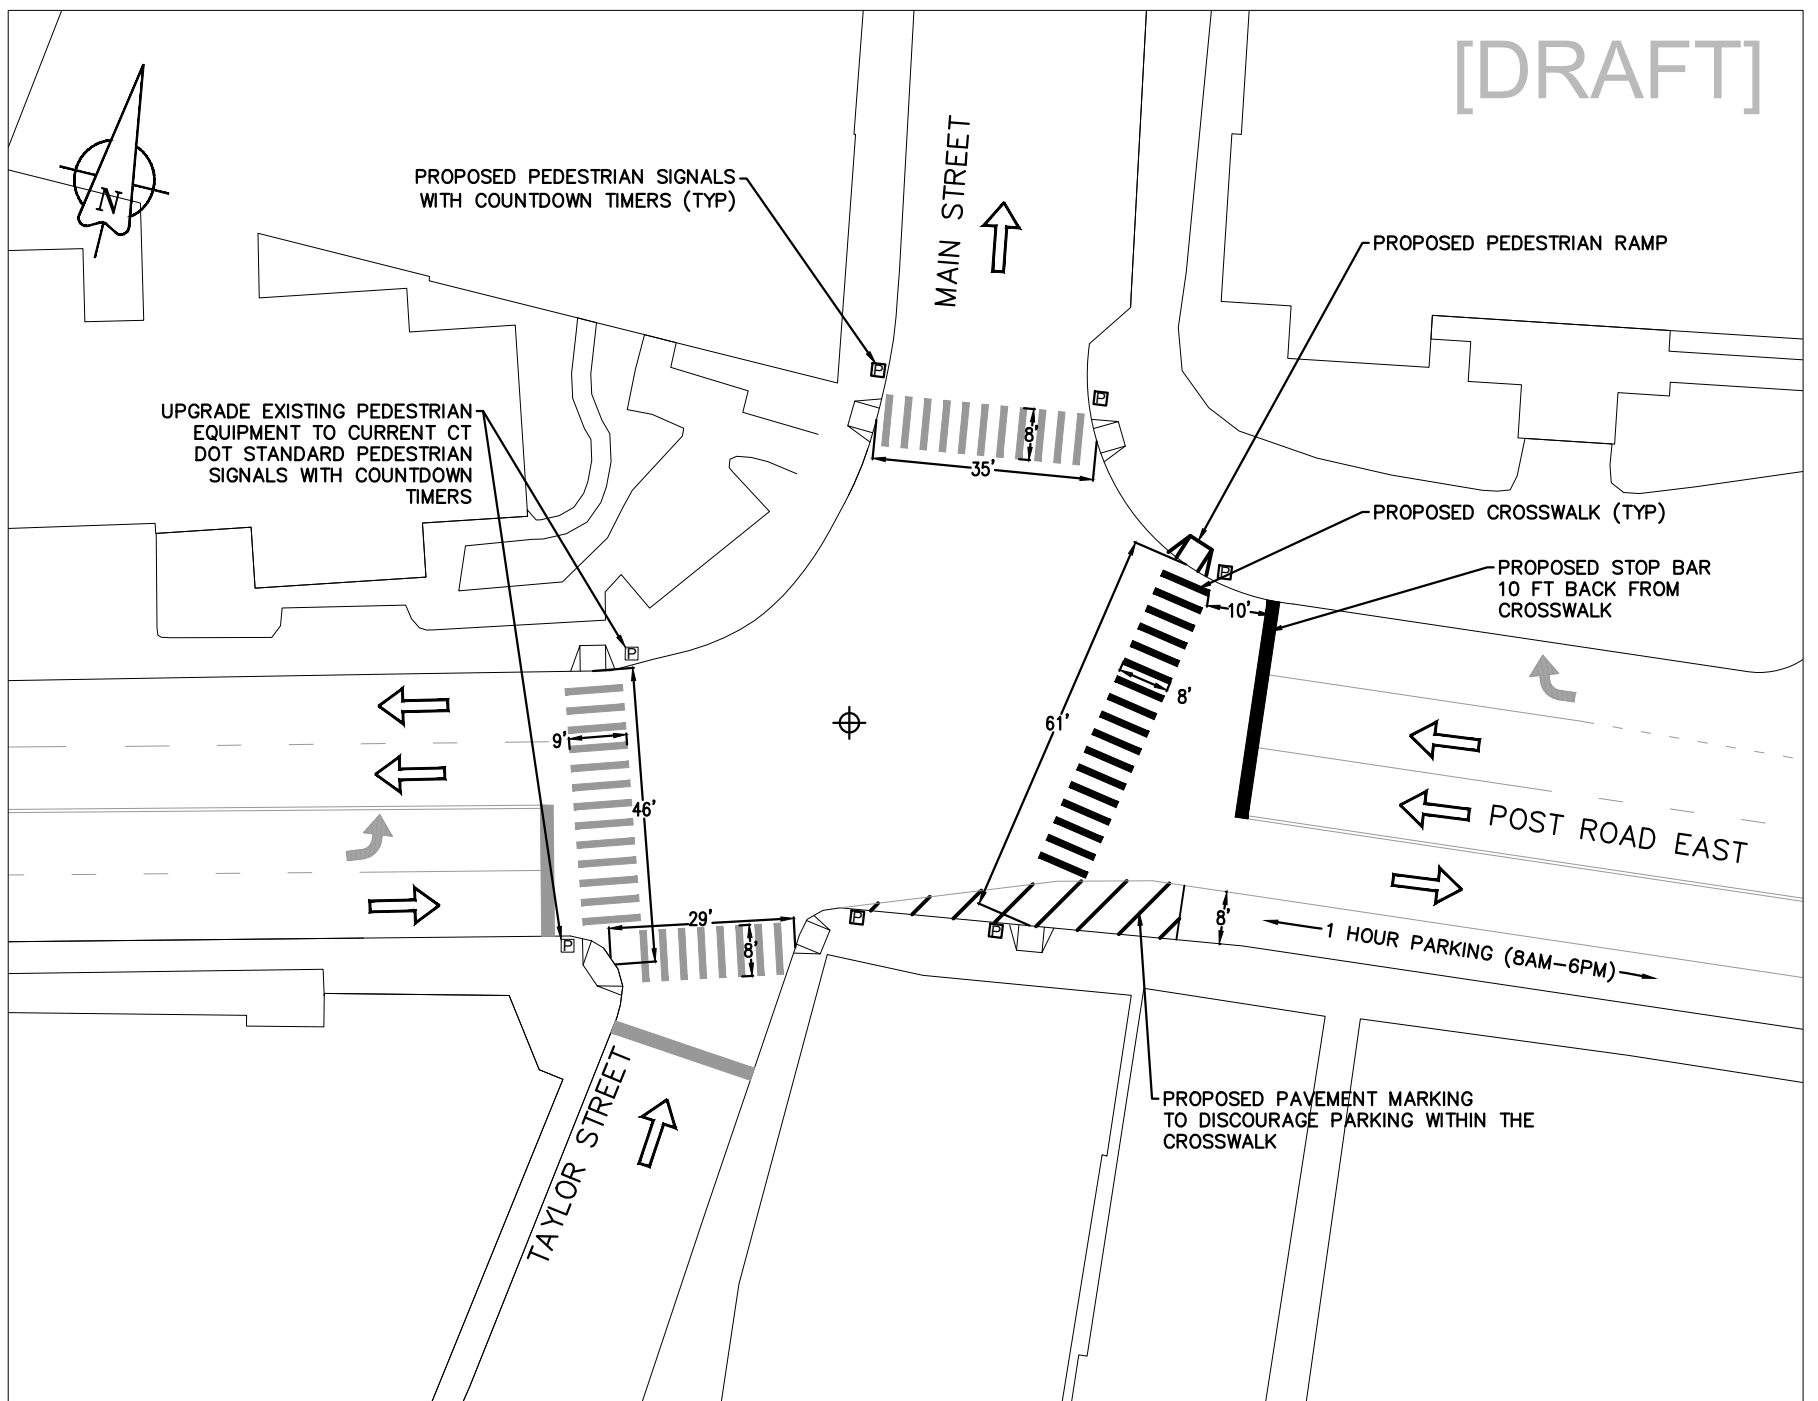 [DRAFT]
N
PROPOSED PEDESTRIAN SIGNALS
WITH COUNTDOWN TIMERS (TYP)
MAIN STREET
PROPOSED PEDESTRIAN RAMP
P
P
UPGRADE EXISTING PEDESTRIAN
EQUIPMENT TO CURRENT CT
DOT STANDARD PEDESTRIAN
SIGNALS WITH COUNTDOWN
TIMERS
8'
35'
PROPOSED CROSSWALK (TYP)
P
PROPOSED STOP BAR
10 FT BACK FROM
CROSSWALK
10'
P
8'
61'
9'
46'
POST ROAD EAST
29'
8'
P
P
P
8'
1 HOUR PARKING (8AM-6PM)
TAYLOR STREET
PROPOSED PAVEMENT MARKING
TO DISCOURAGE PARKING WITHIN THE
CROSSWALK